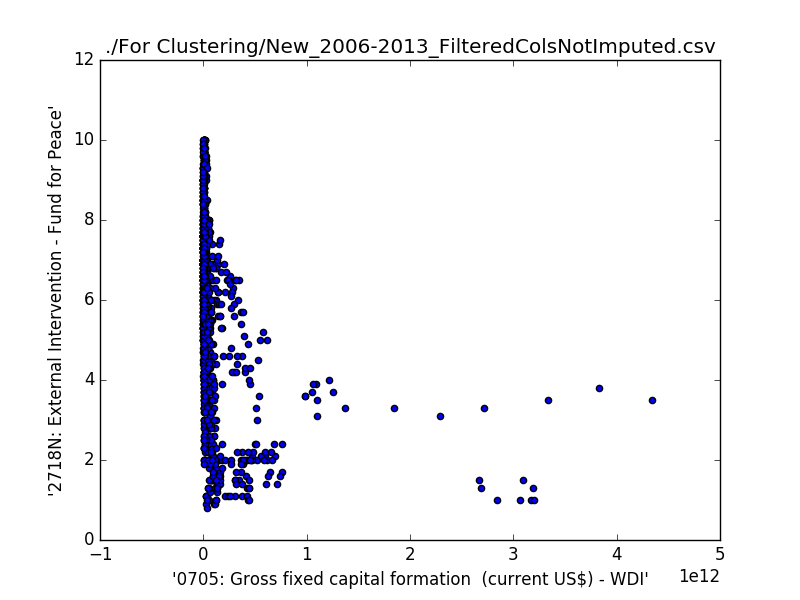 ./For Clustering/New_2006-2013_FilteredColsNotImputed.csv
12
10
8
6
4
2
0
'2718N: External Intervention - Fund for Peace'
−1 0 1 2 3 4 5
1e12
'0705: Gross fixed capital formation  (current US$) - WDI'